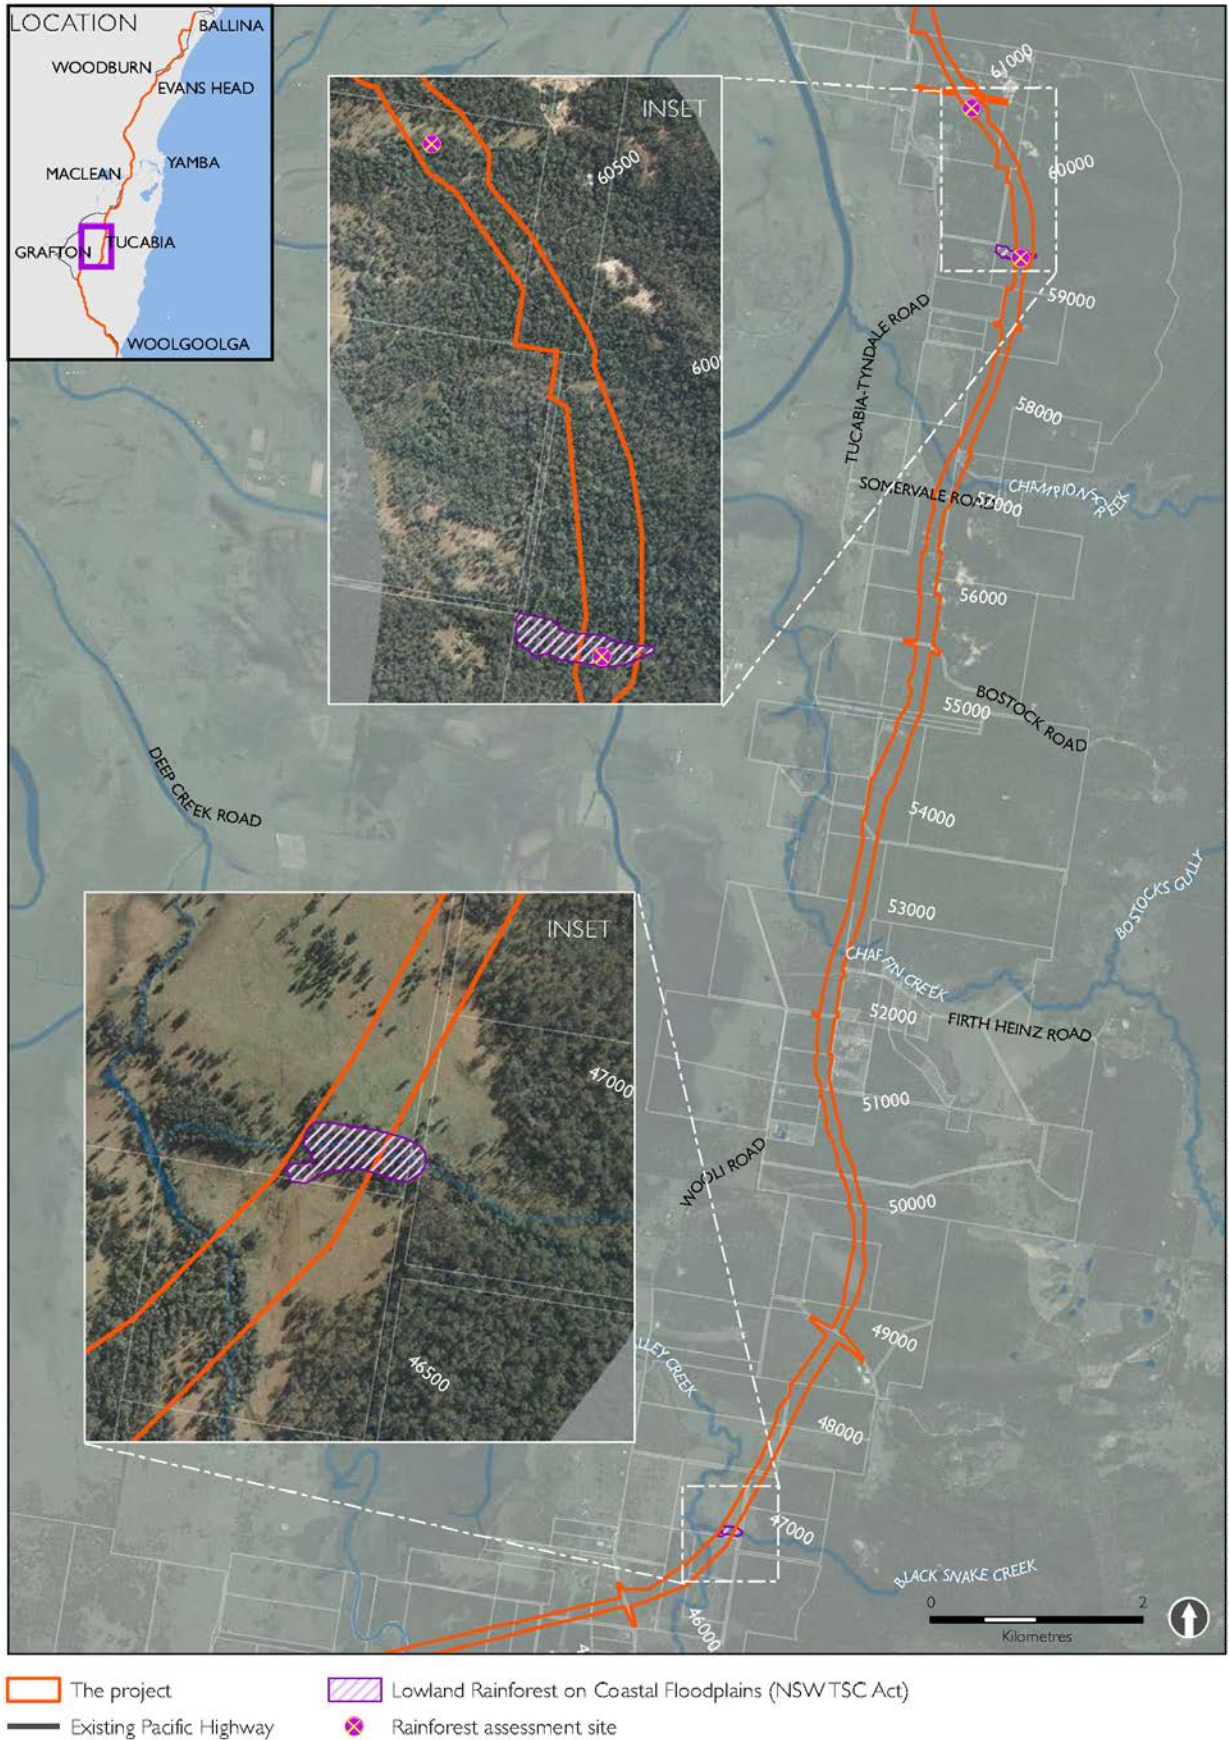 LOCATION
BALLINA
WOODBURN
EVANS HEAD
YAMBA
MACLEAN
TUCABIA
GRAFTON
WOOLGOOLGA
INSET
60500
61000
60000
59000
TUCABIA-TYNDALE ROAD
58000
SOMERVALE ROAD
57000
CHAMPIONS CREEK
56000
BOSTOCK ROAD
55000
DEEP CREEK ROAD
54000
BOSTOCKS GULLY
53000
CHAFFIN CREEK
52000
FIRTH HEINZ ROAD
51000
WOOLI ROAD
50000
INSET
47000
46500
49000
LLEY CREEK
48000
47000
BLACK SNAKE CREEK
46000
0 2
Kilometres
The project
Lowland Rainforest on Coastal Floodplains (NSW TSC Act)
Existing Pacific Highway
Rainforest assessment site